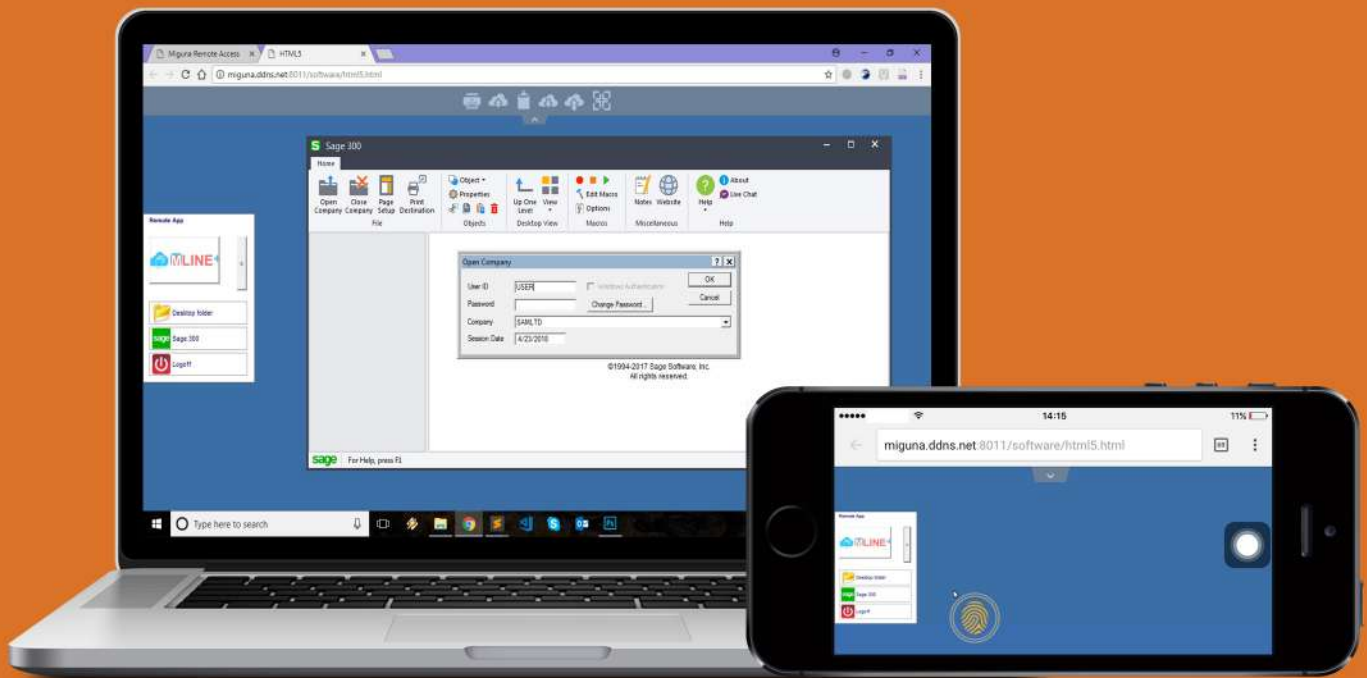 Migura Remote Access
HTML5
miguna.ddns.net:8011/software/html5.html
Sage 300
Home
Open Company
Close Company
Page Setup
Print Destination
File
Object
Properties
Objects
Up One Level
View
Desktop View
Edit Macro
Options
Macros
Notes
Website
Miscellaneous
Help
About
Live Chat
Help
Remote App
MLINE
Desktop folder
sage Sage 300
Logoff
Open Company
User ID USER
Windows Authentication
OK
Password
Change Password...
Cancel
Company SAMLTD
Session Date 4/23/2018
©1994-2017 Sage Software, Inc.
All rights reserved.
sage For Help, press F1
Type here to search
14:15
11%
miguna.ddns.net:8011/software/html5.html
Remote App
MLINE
Desktop folder
sage Sage 300
Logoff